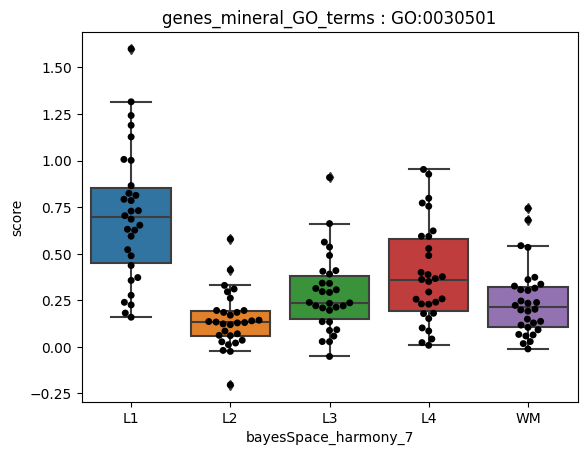 genes_mineral_GO_terms : GO:0030501
1.50
1.25
1.00
0.75
0.50
0.25
0.00
−0.25
score
L1 L2 L3 L4 WM
bayesSpace_harmony_7